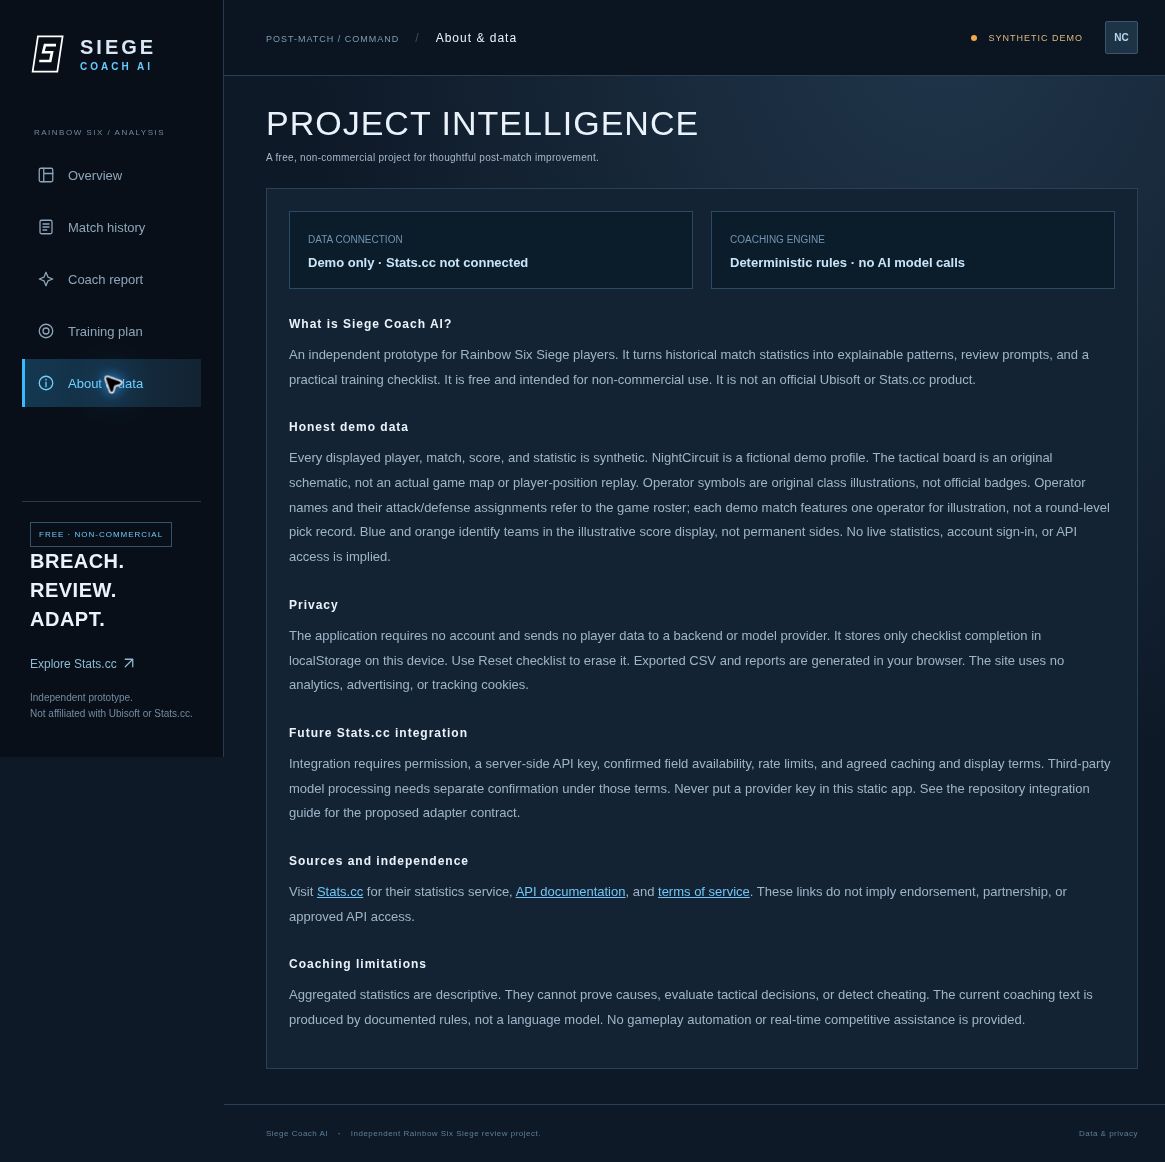 SIEGE
COACH AI
RAINBOW SIX / ANALYSIS
Overview
Match history
Coach report
Training plan
About
FREE · NON-COMMERCIAL
BREACH.
REVIEW.
ADAPT.
Explore Stats.cc
Independent prototype.
Not affiliated with Ubisoft or Stats.cc.
POST-MATCH / COMMAND / About & data
SYNTHETIC DEMO
NC
PROJECT INTELLIGENCE
A free, non-commercial project for thoughtful post-match improvement.
DATA CONNECTION
Demo only · Stats.cc not connected
COACHING ENGINE
Deterministic rules · no AI model calls
What is Siege Coach AI?
An independent prototype for Rainbow Six Siege players. It turns historical match statistics into explainable patterns, review prompts, and a
practical training checklist. It is free and intended for non-commercial use. It is not an official Ubisoft or Stats.cc product.
Honest demo data
Every displayed player, match, score, and statistic is synthetic. NightCircuit is a fictional demo profile. The tactical board is an original
schematic, not an actual game map or player-position replay. Operator symbols are original class illustrations, not official badges. Operator
names and their attack/defense assignments refer to the game roster; each demo match features one operator for illustration, not a round-level
pick record. Blue and orange identify teams in the illustrative score display, not permanent sides. No live statistics, account sign-in, or API
access is implied.
Privacy
The application requires no account and sends no player data to a backend or model provider. It stores only checklist completion in
localStorage on this device. Use Reset checklist to erase it. Exported CSV and reports are generated in your browser. The site uses no
analytics, advertising, or tracking cookies.
Future Stats.cc integration
Integration requires permission, a server-side API key, confirmed field availability, rate limits, and agreed caching and display terms. Third-party
model processing needs separate confirmation under those terms. Never put a provider key in this static app. See the repository integration
guide for the proposed adapter contract.
Sources and independence
Visit Stats.cc for their statistics service, API documentation, and terms of service. These links do not imply endorsement, partnership, or
approved API access.
Coaching limitations
Aggregated statistics are descriptive. They cannot prove causes, evaluate tactical decisions, or detect cheating. The current coaching text is
produced by documented rules, not a language model. No gameplay automation or real-time competitive assistance is provided.
Siege Coach AI · Independent Rainbow Six Siege review project.
Data & privacy